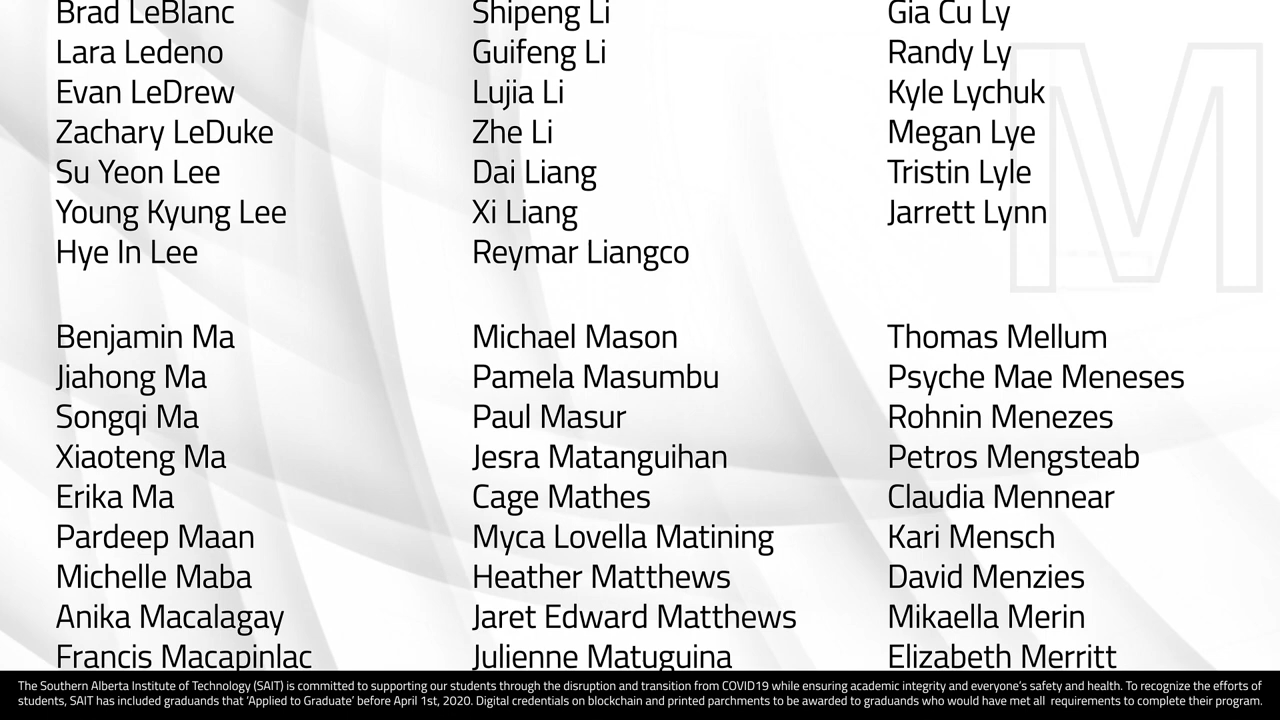 Brad LeBlanc
Lara Ledeno
Evan LeDrew
Zachary LeDuke
Su Yeon Lee
Young Kyung Lee
Hye In Lee
Shipeng Li
Guifeng Li
Lujia Li
Zhe Li
Dai Liang
Xi Liang
Reymar Liangco
Gia Cu Ly
Randy Ly
Kyle Lychuk
Megan Lye
Tristin Lyle
Jarrett Lynn
M
Benjamin Ma
Jiahong Ma
Songqi Ma
Xiaoteng Ma
Erika Ma
Pardeep Maan
Michelle Maba
Anika Macalagay
Francis Macapinlac
Michael Mason
Pamela Masumbu
Paul Masur
Jesra Matanguihan
Cage Mathes
Myca Lovella Matining
Heather Matthews
Jaret Edward Matthews
Julienne Matuguina
Thomas Mellum
Psyche Mae Meneses
Rohnin Menezes
Petros Mengsteab
Claudia Mennear
Kari Mensch
David Menzies
Mikaella Merin
Elizabeth Merritt
The Southern Alberta Institute of Technology (SAIT) is committed to supporting our students through the disruption and transition from COVID19 while ensuring academic integrity and everyone's safety and health. To recognize the efforts of
students, SAIT has included graduands that 'Applied to Graduate' before April 1st, 2020. Digital credentials on blockchain and printed parchments to be awarded to graduands who would have met all requirements to complete their program.